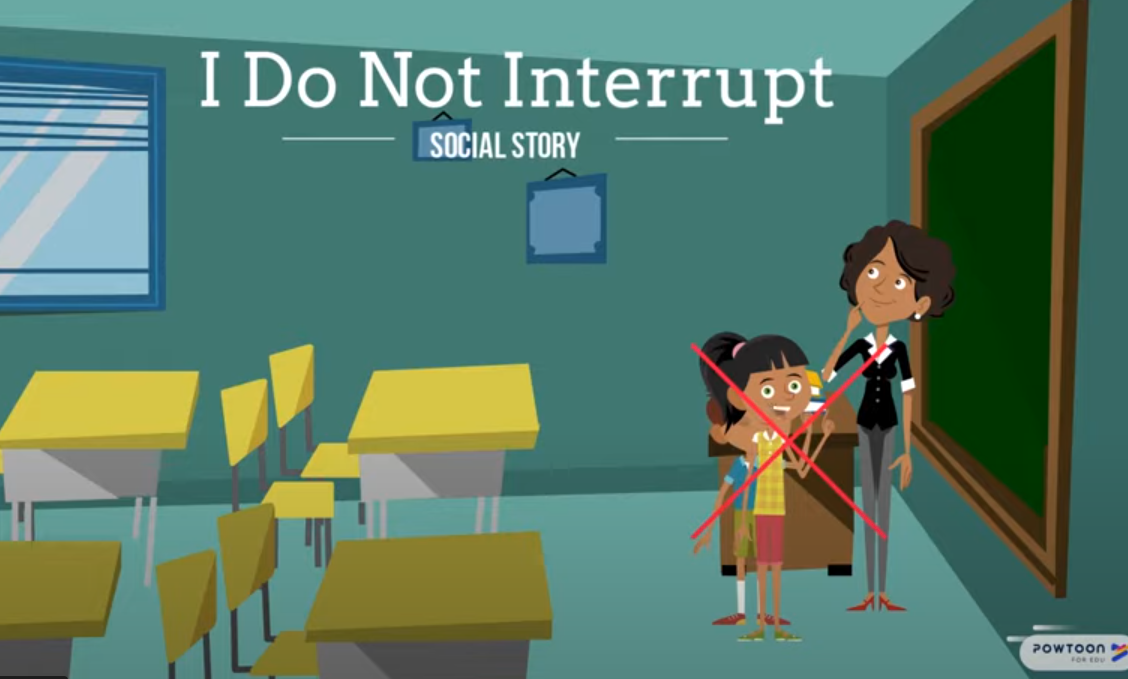 I Do Not Interrupt
SOCIAL STORY
POWTOON
FOR EDU